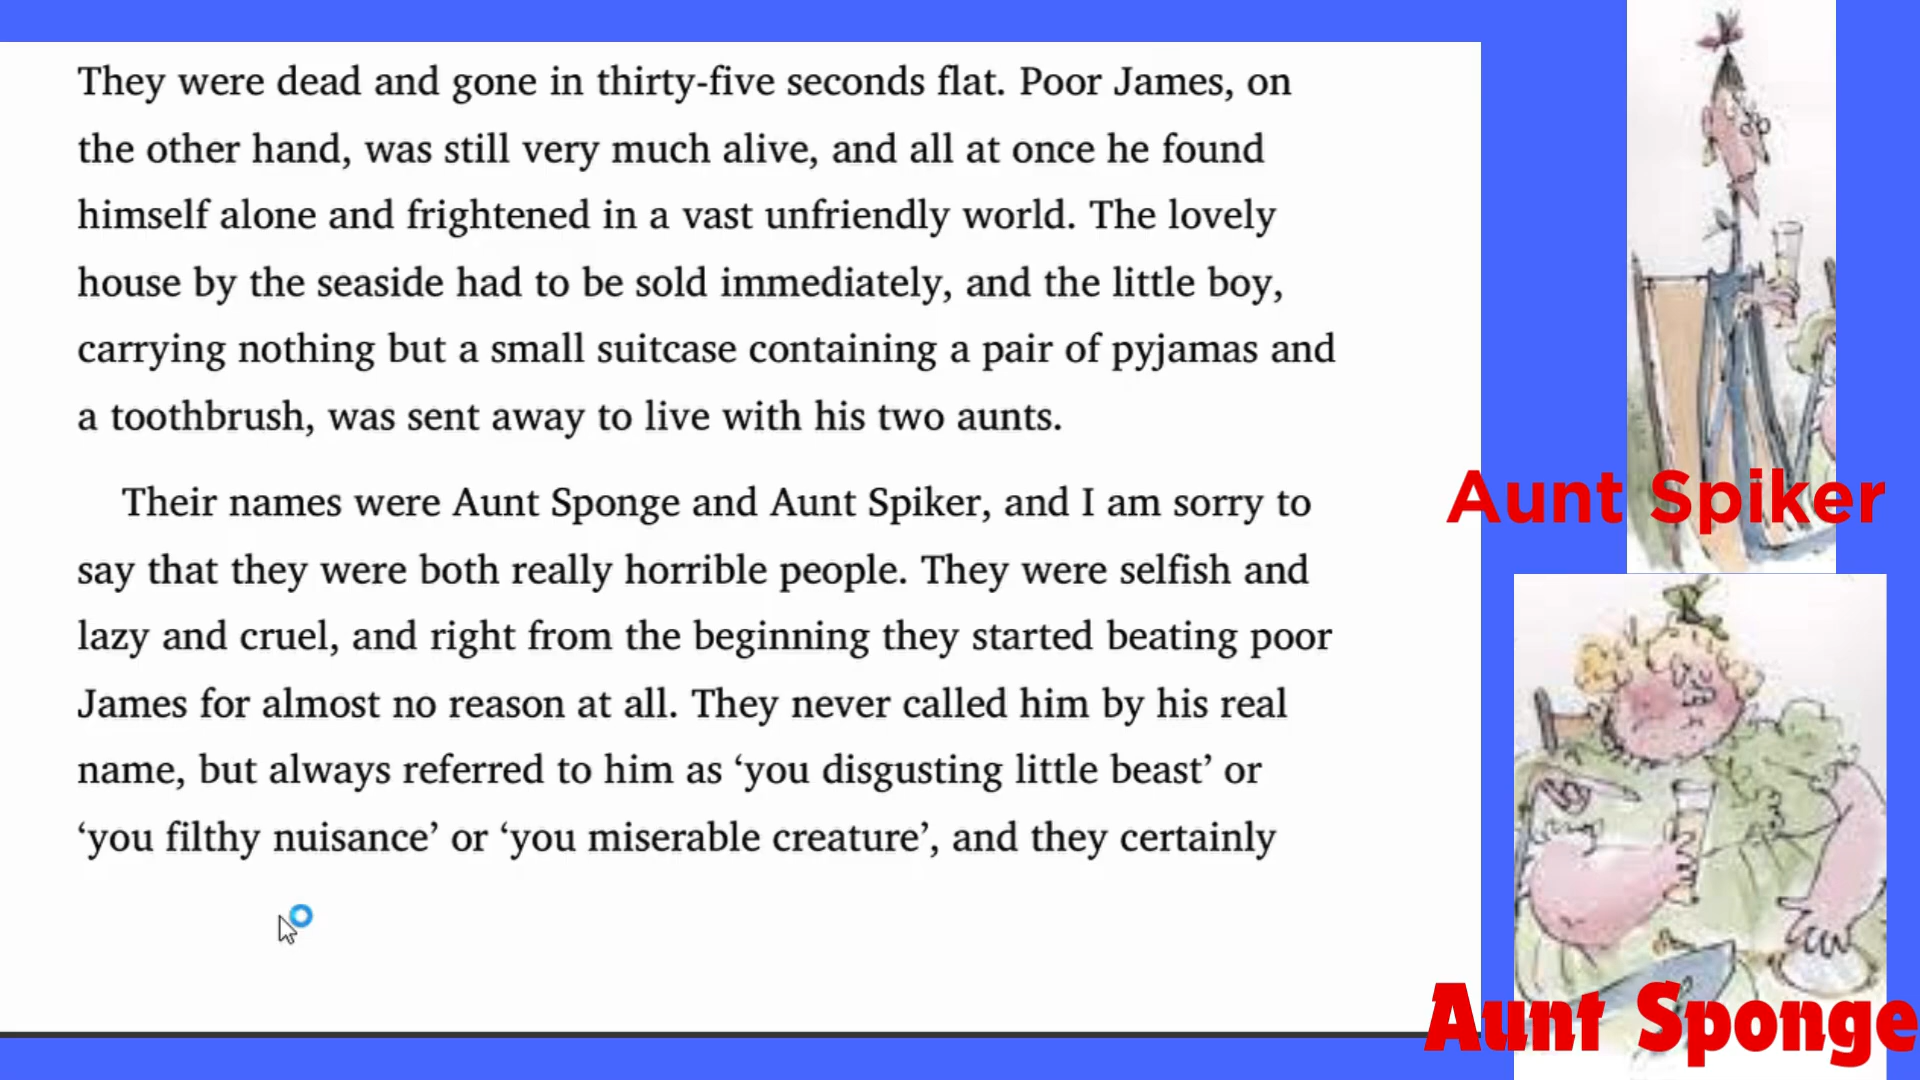 They were dead and gone in thirty-five seconds flat. Poor James, on
the other hand, was still very much alive, and all at once he found
himself alone and frightened in a vast unfriendly world. The lovely
house by the seaside had to be sold immediately, and the little boy,
carrying nothing but a small suitcase containing a pair of pyjamas and
a toothbrush, was sent away to live with his two aunts.
Their names were Aunt Sponge and Aunt Spiker, and I am sorry to
say that they were both really horrible people. They were selfish and
lazy and cruel, and right from the beginning they started beating poor
James for almost no reason at all. They never called him by his real
name, but always referred to him as ‘you disgusting little beast’ or
‘you filthy nuisance’ or ‘you miserable creature’, and they certainly
Aunt Spiker
Aunt Sponge